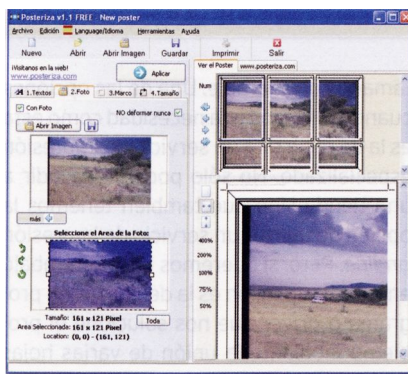 Posteriza v1.1 FREE - New poster
Archivo Edición Language/Idioma Herramientas Ayuda
Nuevo Abrir Abrir Imagen Guardar Imprimir Salir
¡Visitanos en la web!
www.posteriza.com
Aplicar
Ver el Poster www.posteriza.com
1.Textos 2.Foto 3.Marco 4.Tamaño
Con Foto
NO deformar nunca
Abrir Imagen
Num
más
Seleccione el Area de la Foto:
400%
200%
100%
75%
50%
Tamaño: 161 x 121 Pixel
Area Seleccionada: 161 x 121 Pixel
Location: (0, 0) - (161, 121)
Toda